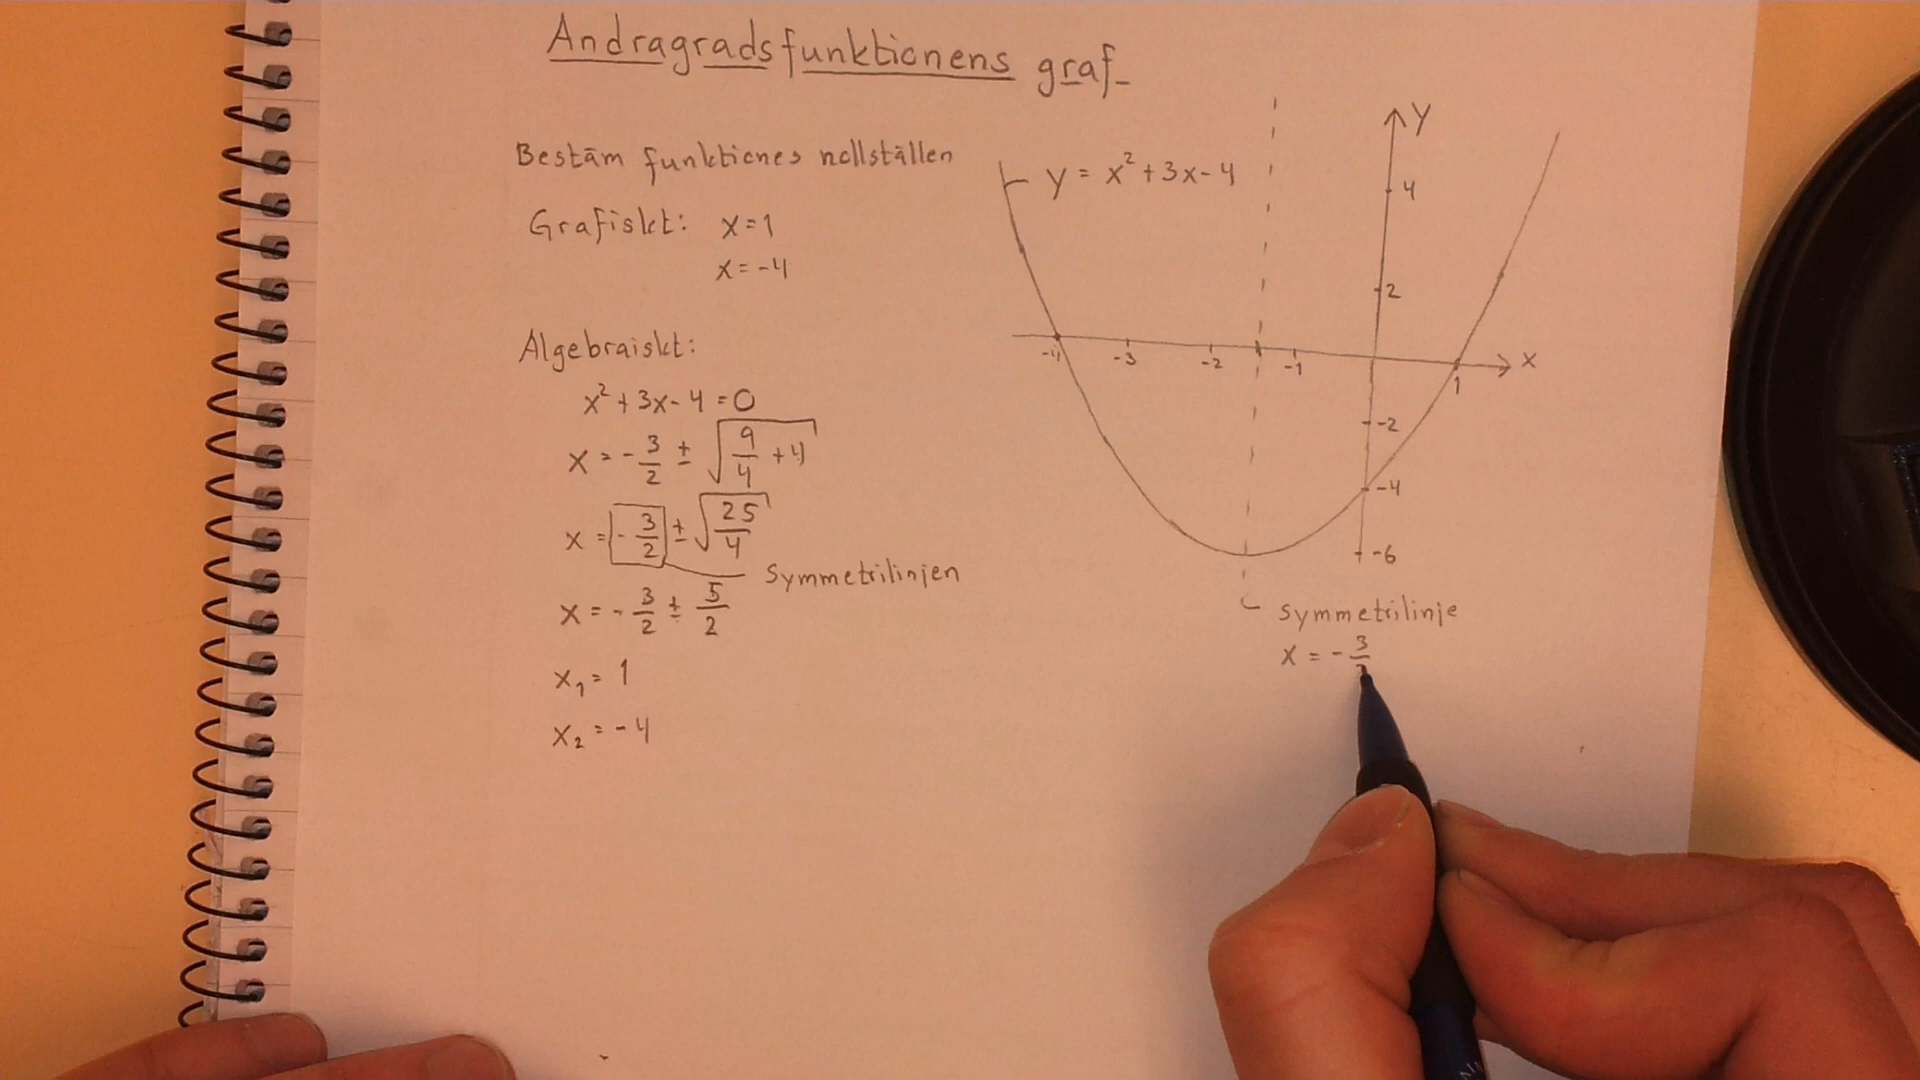 Andragradsfunktionens graf
Bestäm funktiones nollställen
Grafiskt: x=1
x=-4
Algebraiskt:
x²+3x-4=0
x = -3/2 ± √(9/4 + 4)
x = -3/2 ± √(25/4)
Symmetrilinjen
x = -3/2 ± 5/2
x₁ = 1
x₂ = -4
y = x²+3x-4
y
4
2
-4 -3 -2 -1 1 x
-2
-4
-6
symmetrilinje
x = -3/